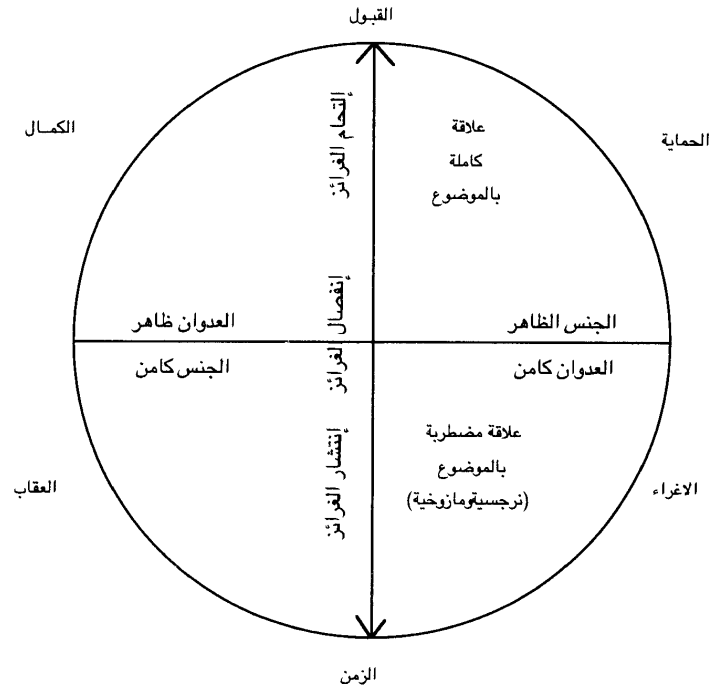 القبول
الكمـال
الحماية
إلتحام الغرائز
علاقة
كاملة
بالموضوع
إنفصال الغرائز
العدوان ظاهر
الجنس الظاهر
الجنس كامن
العدوان كامن
إنتشار الغرائز
علاقة مضطربة
بالموضوع
(نرجسية ومازوخية)
العقاب
الاغراء
الزمن